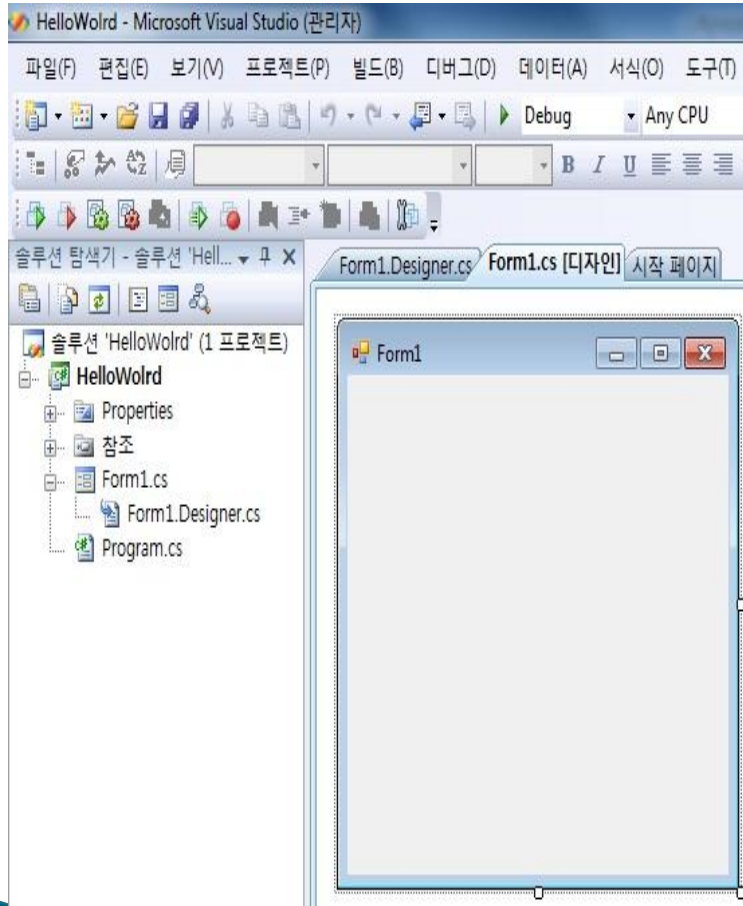 HelloWolrd - Microsoft Visual Studio (관리자)
파일(F) 편집(E) 보기(V) 프로젝트(P) 빌드(B) 디버그(D) 데이터(A) 서식(O) 도구(T)
Debug Any CPU
B I U
솔루션 탐색기 - 솔루션 'Hell...
Form1.Designer.cs Form1.cs [디자인] 시작 페이지
솔루션 'HelloWolrd' (1 프로젝트)
HelloWolrd
Properties
참조
Form1.cs
Form1.Designer.cs
Program.cs
Form1